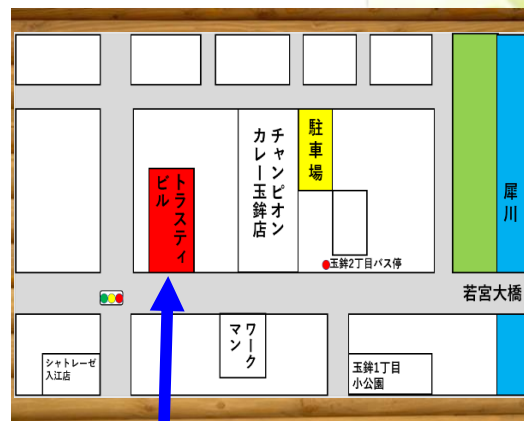 駐車場
チャンピオン
カレー玉鉾店
トラスティ
ビル
犀川
玉鉾2丁目バス停
若宮大橋
ワーク
マン
シャトレーゼ
入江店
玉鉾1丁目
小公園